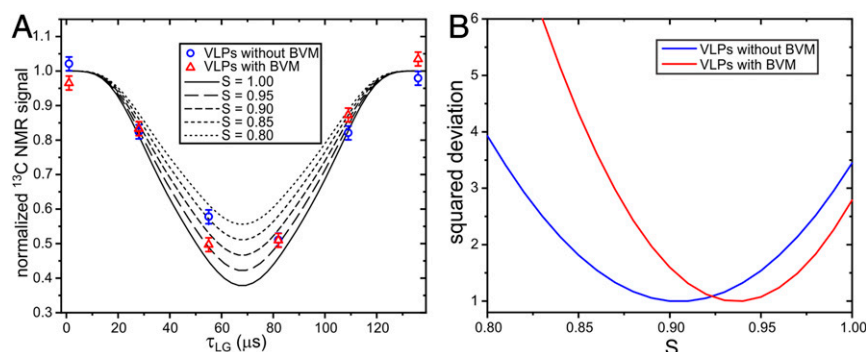 A
normalized ¹³C NMR signal
1.1
1.0
0.9
0.8
0.7
0.6
0.5
0.4
0.3
VLPs without BVM
VLPs with BVM
S = 1.00
S = 0.95
S = 0.90
S = 0.85
S = 0.80
0 20 40 60 80 100 120
τLG (μs)
B
squared deviation
6
5
4
3
2
1
VLPs without BVM
VLPs with BVM
0.80 0.85 0.90 0.95 1.00
S